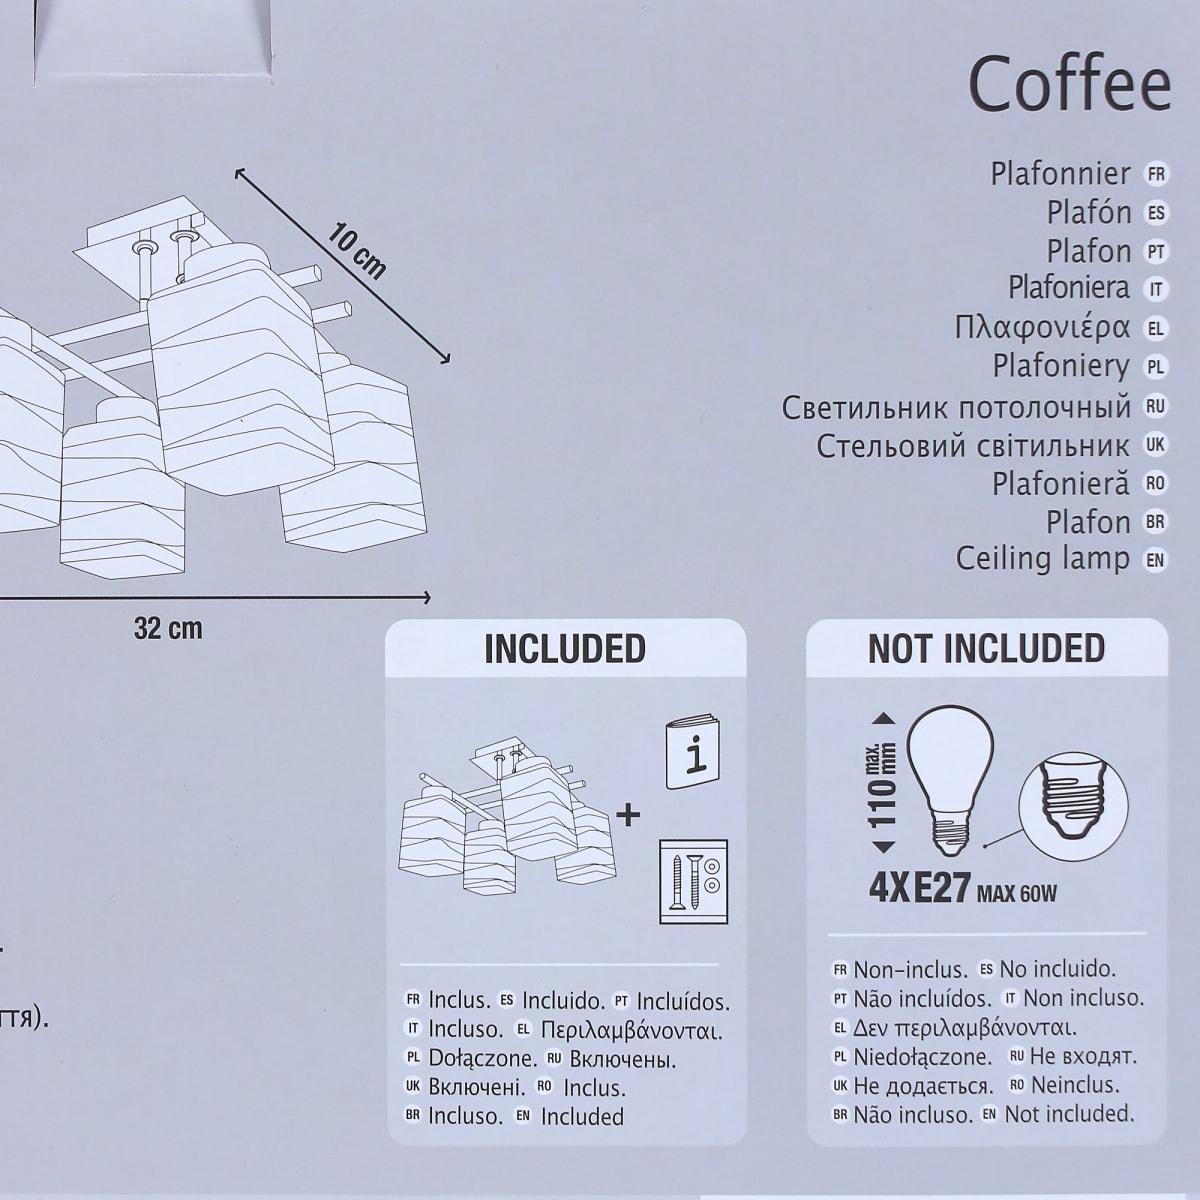 Coffee
Plafonnier FR
Plafón ES
Plafon PT
Plafoniera IT
Πλαφονιέρα EL
Plafoniery PL
Светильник потолочный RU
Стельовий світильник UK
Plafonieră RO
Plafon BR
Ceiling lamp EN
10 cm
32 cm
INCLUDED
i
+
FR Inclus. ES Incluido. PT Incluídos.
IT Incluso. EL Περιλαμβάνονται.
PL Dołączone. RU Включены.
UK Включені. RO Inclus.
BR Incluso. EN Included
NOT INCLUDED
110 max. mm
4XE27 MAX 60W
FR Non-inclus. ES No incluido.
PT Não incluídos. IT Non incluso.
EL Δεν περιλαμβάνονται.
PL Niedołączone. RU Не входят.
UK Не додається. RO Neinclus.
BR Não incluso. EN Not included.